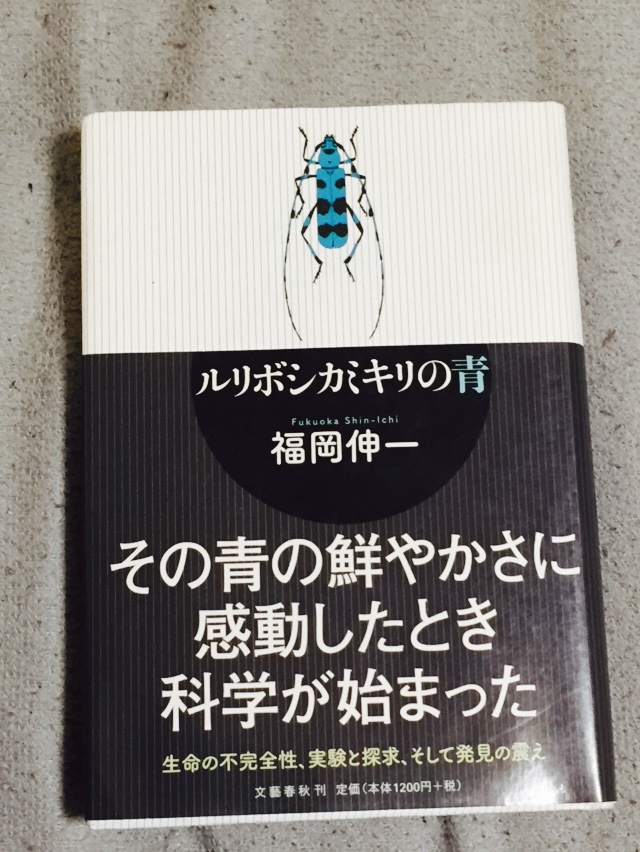 ルリボシカミキリの青
Fukuoka Shin-Ichi
福岡伸一
その青の鮮やかさに
感動したとき
科学が始まった
生命の不完全性、実験と探求、そして発見の震え
文藝春秋刊 定価(本体1200円+税)